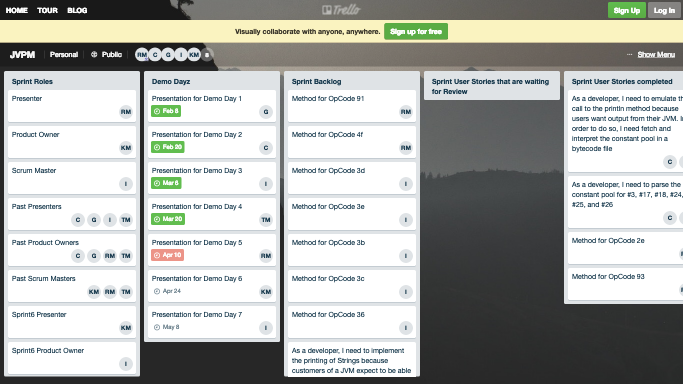 HOME TOUR BLOG
Trello
Sign Up Log In
Visually collaborate with anyone, anywhere. Sign up for free
JVPM Personal Public RM C G I KM 8
··· Show Menu
Sprint Roles
Presenter
RM
Product Owner
KM
Scrum Master
I
Past Presenters
C G I TM
Past Product Owners
C G RM TM
Past Scrum Masters
KM RM TM
Sprint6 Presenter
KM
Sprint6 Product Owner
I
Demo Dayz
Presentation for Demo Day 1
Feb 6
G
Presentation for Demo Day 2
Feb 20
C
Presentation for Demo Day 3
Mar 6
I
Presentation for Demo Day 4
Mar 20
TM
Presentation for Demo Day 5
Apr 10
RM
Presentation for Demo Day 6
Apr 24
KM
Presentation for Demo Day 7
May 8
I
Sprint Backlog
Method for OpCode 91
RM
Method for OpCode 4f
RM
Method for OpCode 3d
I
Method for OpCode 3e
I
Method for OpCode 3b
I
Method for OpCode 3c
I
Method for OpCode 36
I
As a developer, I need to implement
the printing of Strings because
customers of a JVM expect to be able
Sprint User Stories that are waiting
for Review
Sprint User Stories completed
As a developer, I need to emulate th
call to the println method because
users want output from their JVM. In
order to do so, I need to fetch and
interpret the constant pool in a
bytecode file
C
As a developer, I need to parse the
constant pool for #3, #17, #18, #24,
#25, and #26
C
Method for OpCode 2e
Method for OpCode 93